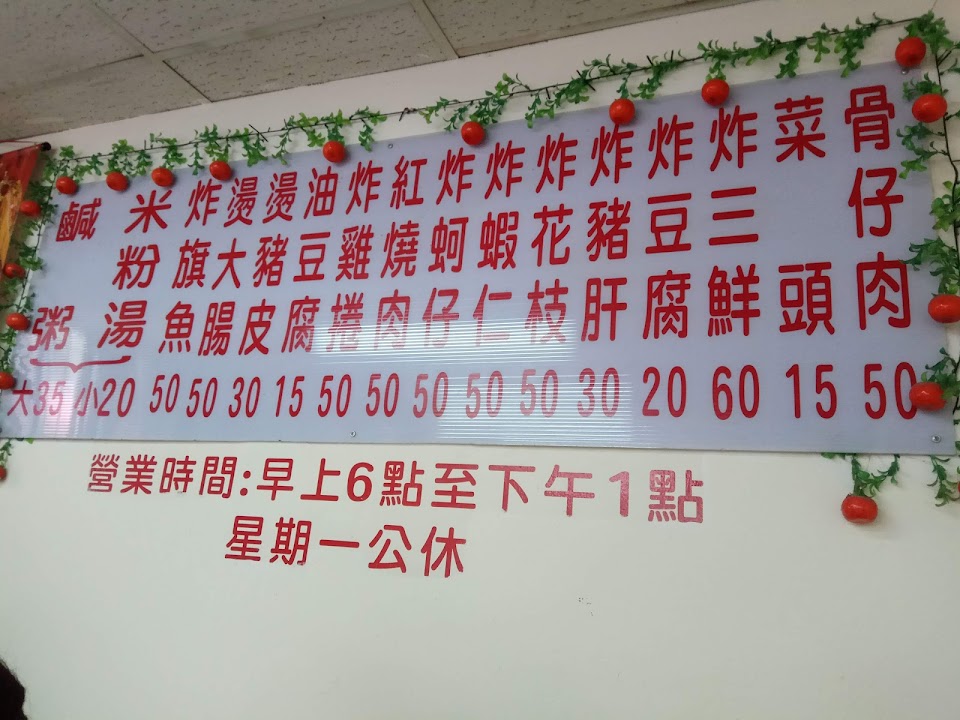 骨仔肉 50
菜頭 15
炸三鮮 60
炸豆腐 20
炸豬肝 30
炸花枝 50
炸蝦仁 50
炸蚵仔 50
紅燒肉 50
炸雞捲 50
油豆腐 15
燙豬皮 30
燙大腸 50
炸旗魚 50
米粉湯
鹹粥
大35 小20
營業時間:早上6點至下午1點
星期一公休